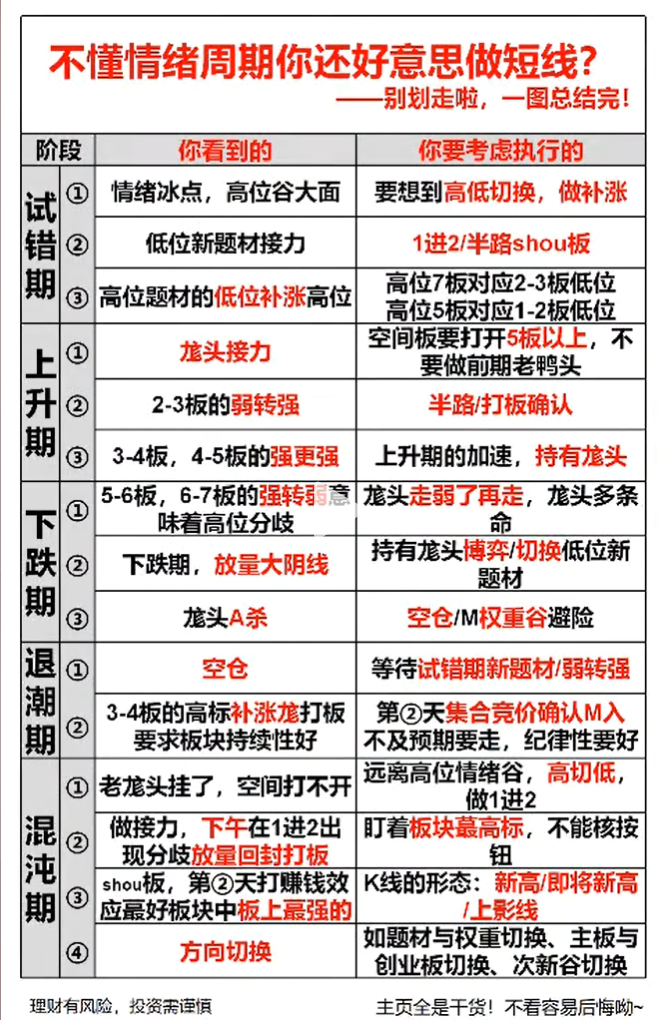 不懂情绪周期你还好意思做短线？
——别划走啦，一图总结完！
阶段 你看到的 你要考虑执行的
试错期
① 情绪冰点，高位谷大面 要想到高低切换，做补涨
② 低位新题材接力 1进2/半路shou板
③ 高位题材的低位补涨高位 高位7板对应2-3板低位
高位5板对应1-2板低位
上升期
① 龙头接力 空间板要打开5板以上，不
要做前期老鸭头
② 2-3板的弱转强 半路/打板确认
③ 3-4板，4-5板的强更强 上升期的加速，持有龙头
下跌期
① 5-6板，6-7板的强转弱意
味着高位分歧 龙头走弱了再走，龙头多条
命
② 下跌期，放量大阴线 持有龙头博弈/切换低位新
题材
③ 龙头A杀 空仓/M权重谷避险
退潮期
① 空仓 等待试错期新题材/弱转强
② 3-4板的高标补涨龙打板
要求板块持续性好 第②天集合竞价确认M入
不及预期要走，纪律性要好
混沌期
① 老龙头挂了，空间打不开 远离高位情绪谷，高切低，
做1进2
② 做接力，下午在1进2出
现分歧放量回封打板 盯着板块最高标，不能核按
钮
③ shou板，第②天打赚钱效
应最好板块中板上最强的 K线的形态：新高/即将新高
/上影线
④ 方向切换 如题材与权重切换、主板与
创业板切换、次新谷切换
理财有风险，投资需谨慎 主页全是干货！不看容易后悔呦~